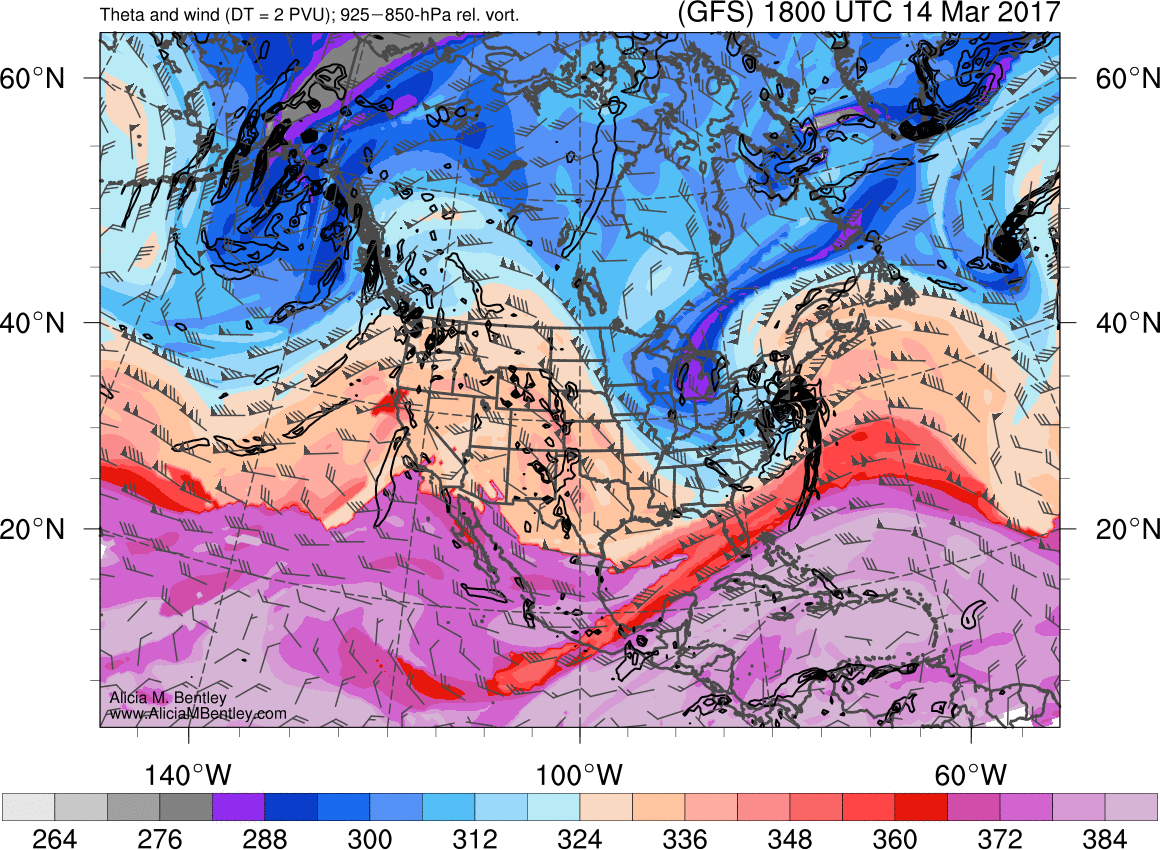 Theta and wind (DT = 2 PVU); 925−850-hPa rel. vort.
(GFS) 1800 UTC 14 Mar 2017
60°N
60°N
40°N
40°N
20°N
20°N
Alicia M. Bentley
www.AliciaMBentley.com
140°W
100°W
60°W
264
276
288
300
312
324
336
348
360
372
384